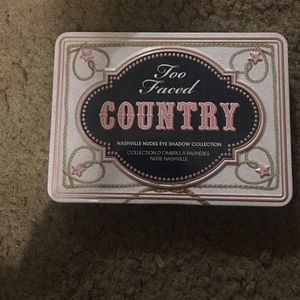 Too
Faced
COUNTRY
NASHVILLE NUDES EYE SHADOW COLLECTION
COLLECTION D'OMBRES À PAUPIÈRES
NUDE NASHVILLE